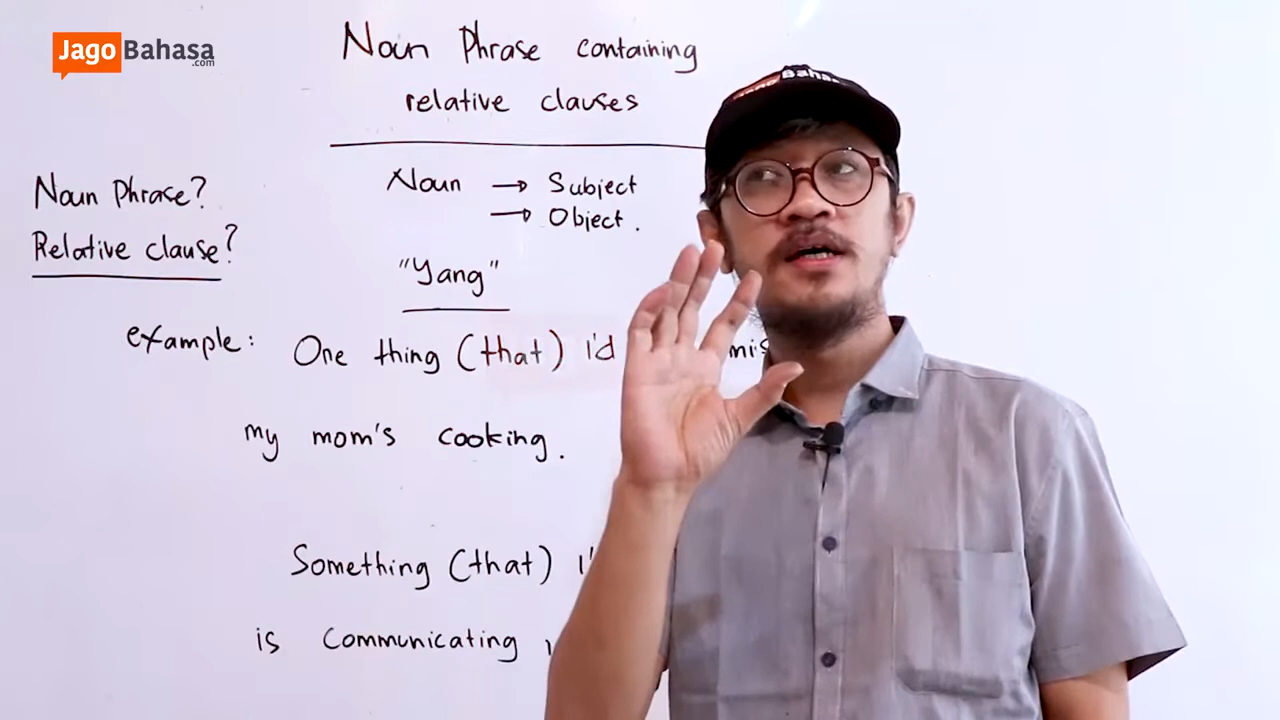 JagoBahasa
.com
Noun Phrase containing
relative clauses
Noun Phrase?
Relative clause?
Noun → Subject
→ Object.
"Yang"
example: One thing (that) i'd
my mom's cooking.
Something (that)
is communicating